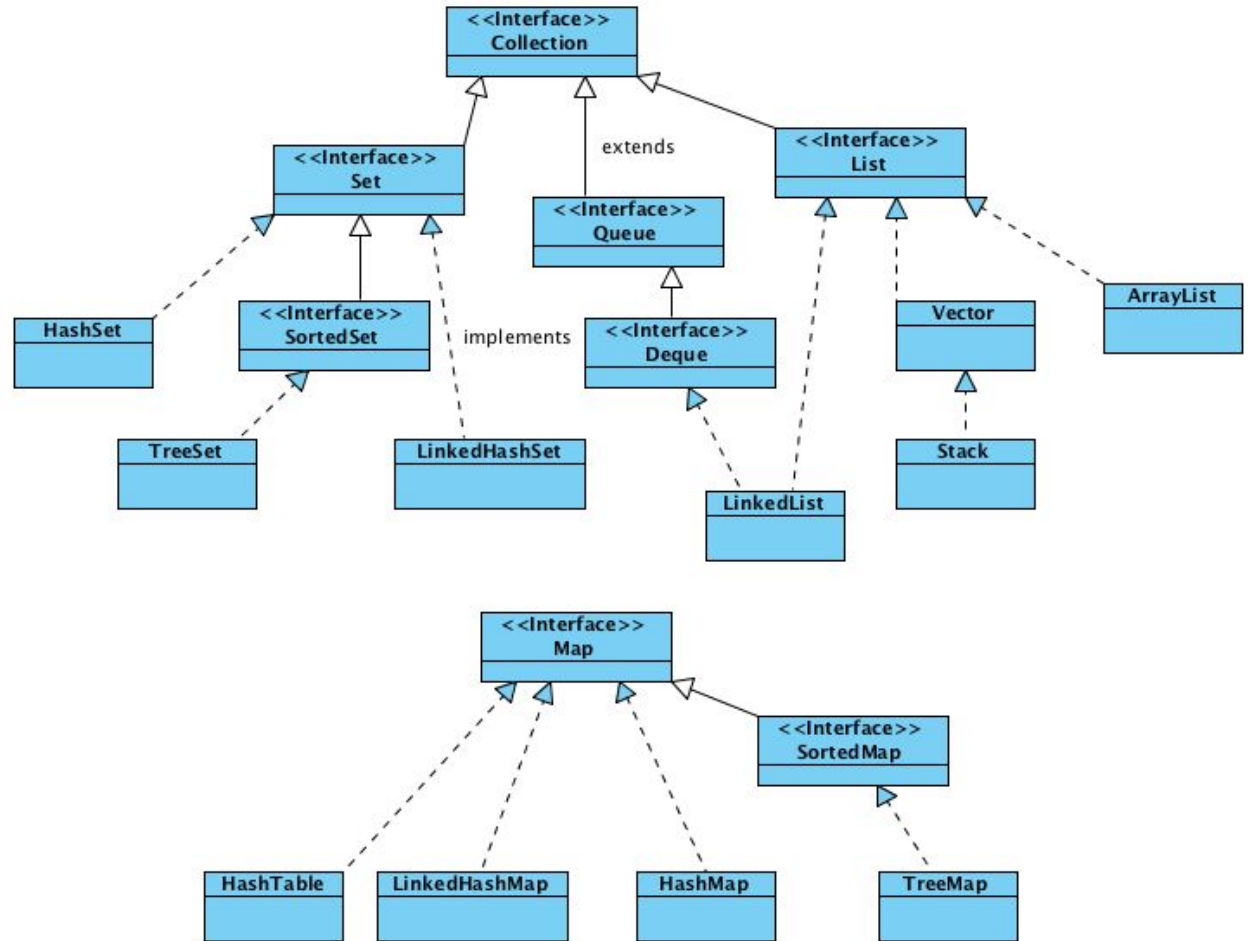 <<Interface>>
Collection
<<Interface>>
Set
extends
<<Interface>>
List
<<Interface>>
Queue
HashSet
<<Interface>>
SortedSet
implements
<<Interface>>
Deque
Vector
ArrayList
TreeSet
LinkedHashSet
LinkedList
Stack
<<Interface>>
Map
<<Interface>>
SortedMap
HashTable
LinkedHashMap
HashMap
TreeMap